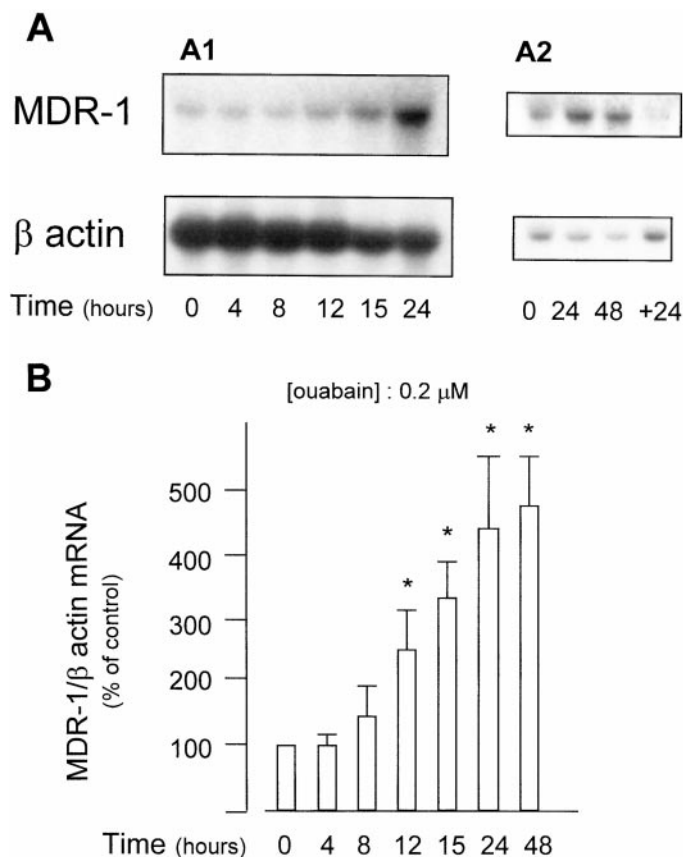 A
A1
A2
MDR-1
β actin
Time (hours) 0 4 8 12 15 24
0 24 48 +24
B
[ouabain] : 0.2 μM
* *
*
*
MDR-1/β actin mRNA
(% of control)
500
400
300
200
100
Time (hours) 0 4 8 12 15 24 48